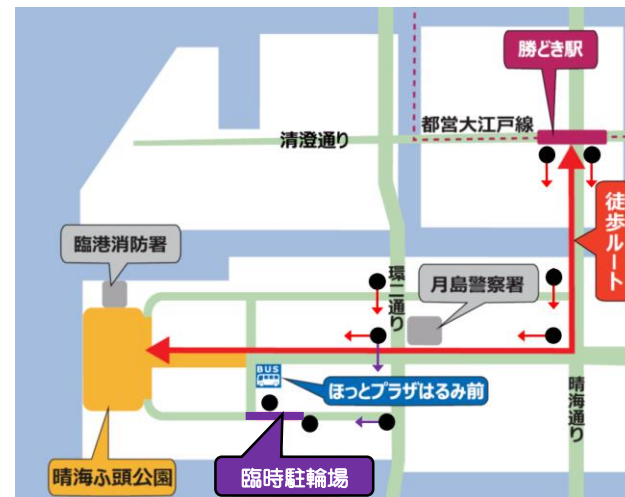 勝どき駅
都営大江戸線
清澄通り
徒歩ルート
臨港消防署
環二通り
月島警察署
BUS
ほっとプラザはるみ前
晴海通り
晴海ふ頭公園
臨時駐輪場